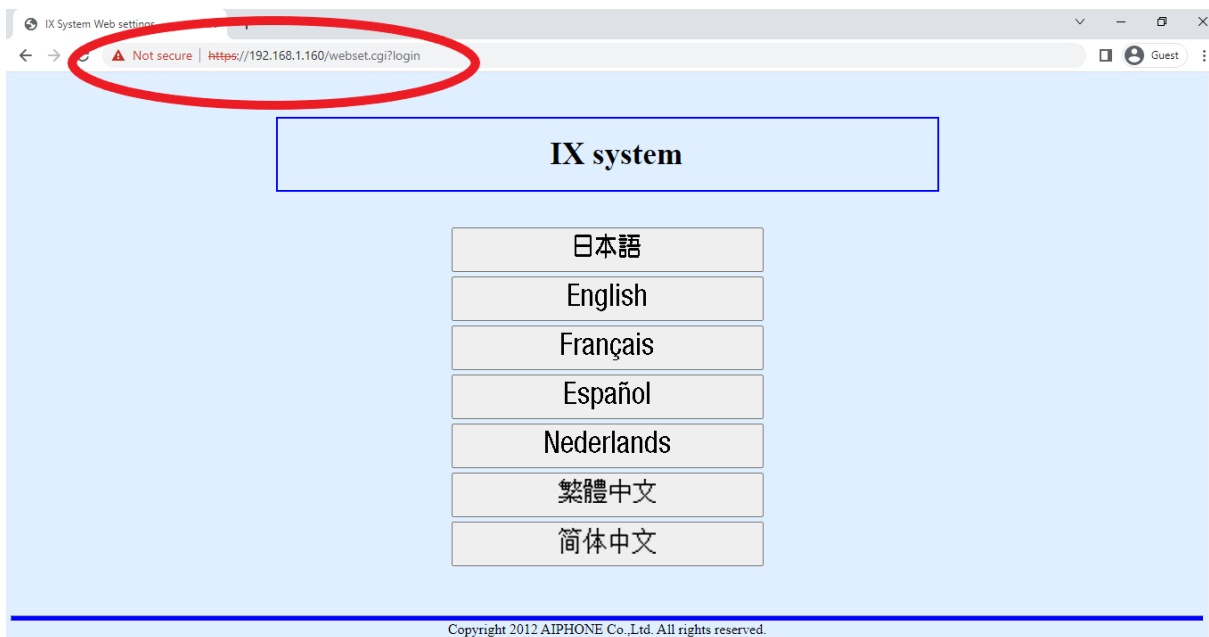 IX System Web settings
Not secure | https://192.168.1.160/webset.cgi?login
Guest
IX system
日本語
English
Français
Español
Nederlands
繁體中文
简体中文
Copyright 2012 AIPHONE Co.,Ltd. All rights reserved.